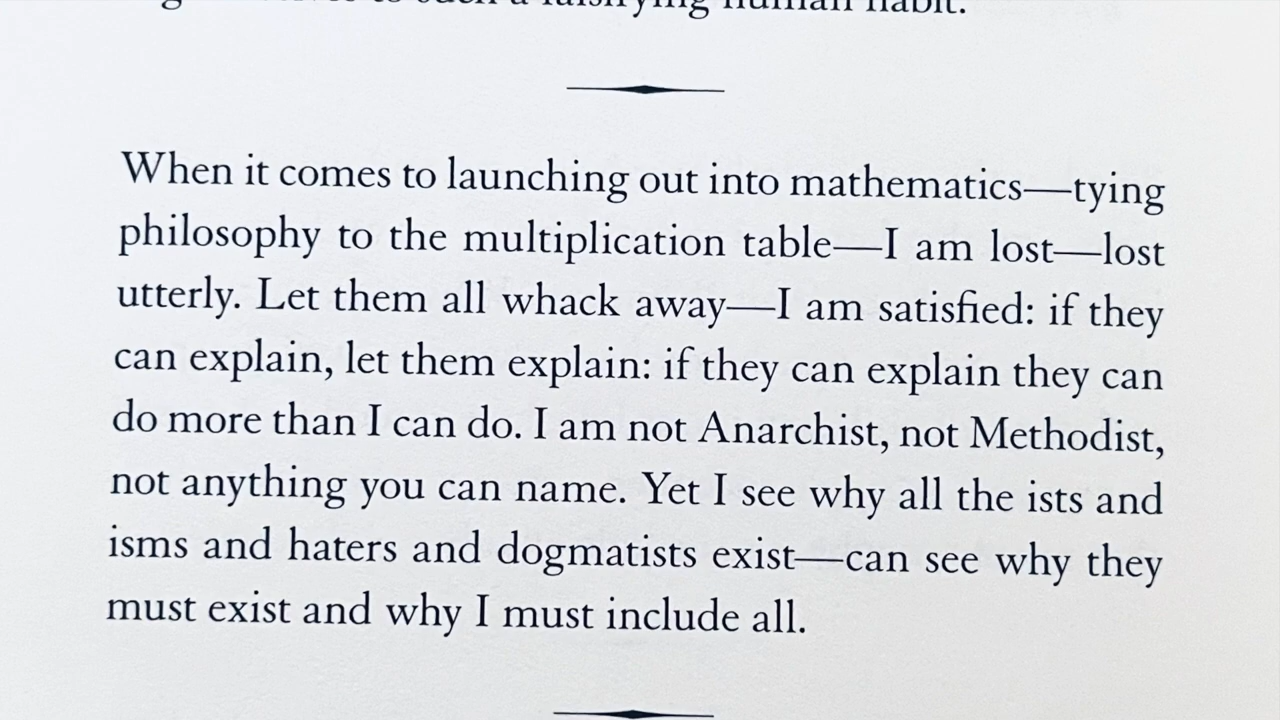 such a falsifying human habit.
When it comes to launching out into mathematics—tying
philosophy to the multiplication table—I am lost—lost
utterly. Let them all whack away—I am satisfied: if they
can explain, let them explain: if they can explain they can
do more than I can do. I am not Anarchist, not Methodist,
not anything you can name. Yet I see why all the ists and
isms and haters and dogmatists exist—can see why they
must exist and why I must include all.